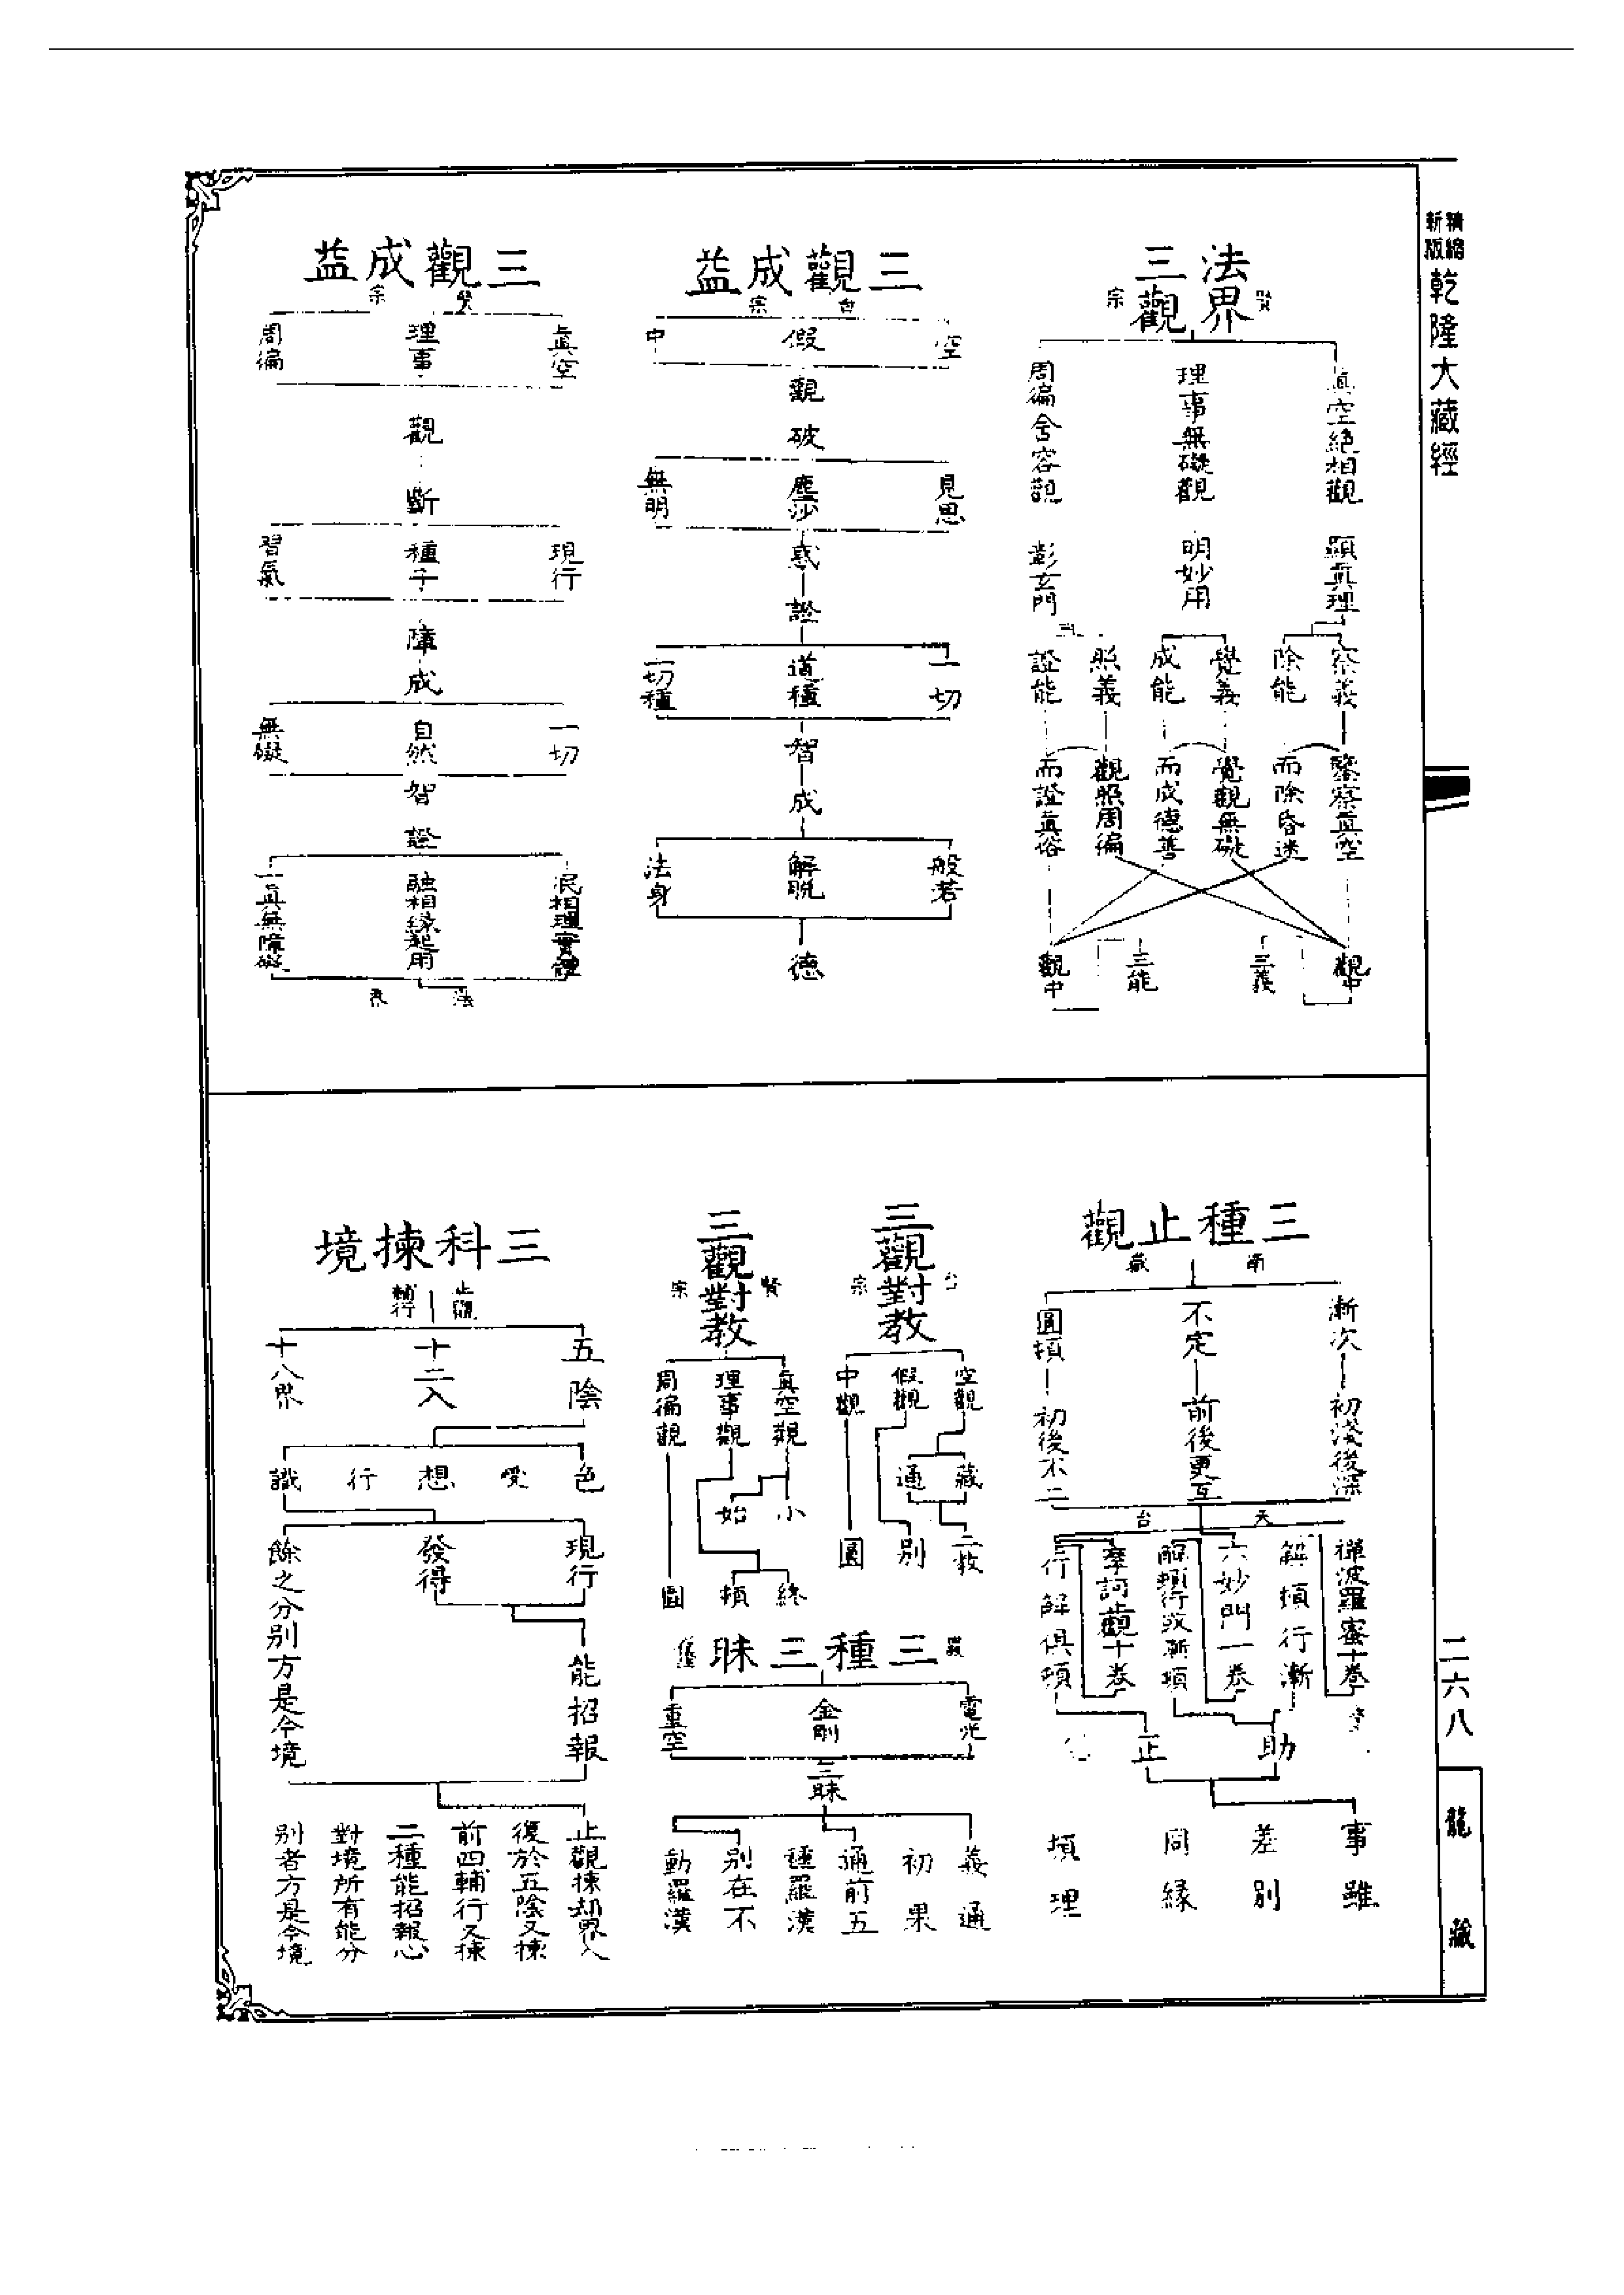 精縮
新版
乾隆大藏經
法界
三觀
賢
宗
眞空絕相觀
理事無礙觀
周徧含容觀
顯眞理
明妙用
彰玄門
察義
除能
覺義
成能
照義
證能
鑒察眞空
而除昏迷
覺觀無礙
而成德善
觀照周徧
而證眞俗
觀中
三義
三能
觀中
三觀成益
台
宗
空
假
中
觀
破
見思
塵沙
無明
惑
證
一切
道種
一切種
智
成
般若
解脫
法身
德
三觀成益
賢
宗
眞空
理事
周徧
觀
斷
現行
種子
習氣
障
成
一切
自然
無礙
智
證
泯相理實體
融相緣起用
一眞無障礙
法
界
三種止觀
南
嶽
漸次
不定
圓頓
初淺後深
前後更互
初後不二
天
台
禪波羅蜜十卷
解頓行漸
六妙門一卷
解頓行或漸頓
摩訶止觀十卷
行解俱頓
助
正
事雖
差別
同緣
頓理
三觀對教
台
宗
空觀
假觀
中觀
藏
通
二教
別
圓
三觀對教
賢
宗
眞空觀
理事觀
周徧觀
小
始
終
頓
圓
三種三昧
電光
金剛
重空
三昧
義通
初果
通前五
種羅漢
別在不
動羅漢
三科揀境
止觀
輔行
五陰
十二入
十八界
色
受
想
行
識
現行
發得
餘之分別方是今境
能招報
止觀揀却界入
復於五陰又揀
前四輔行又揀
二種能招報心
對境所有能分
別者方是今境
二六八
龍藏